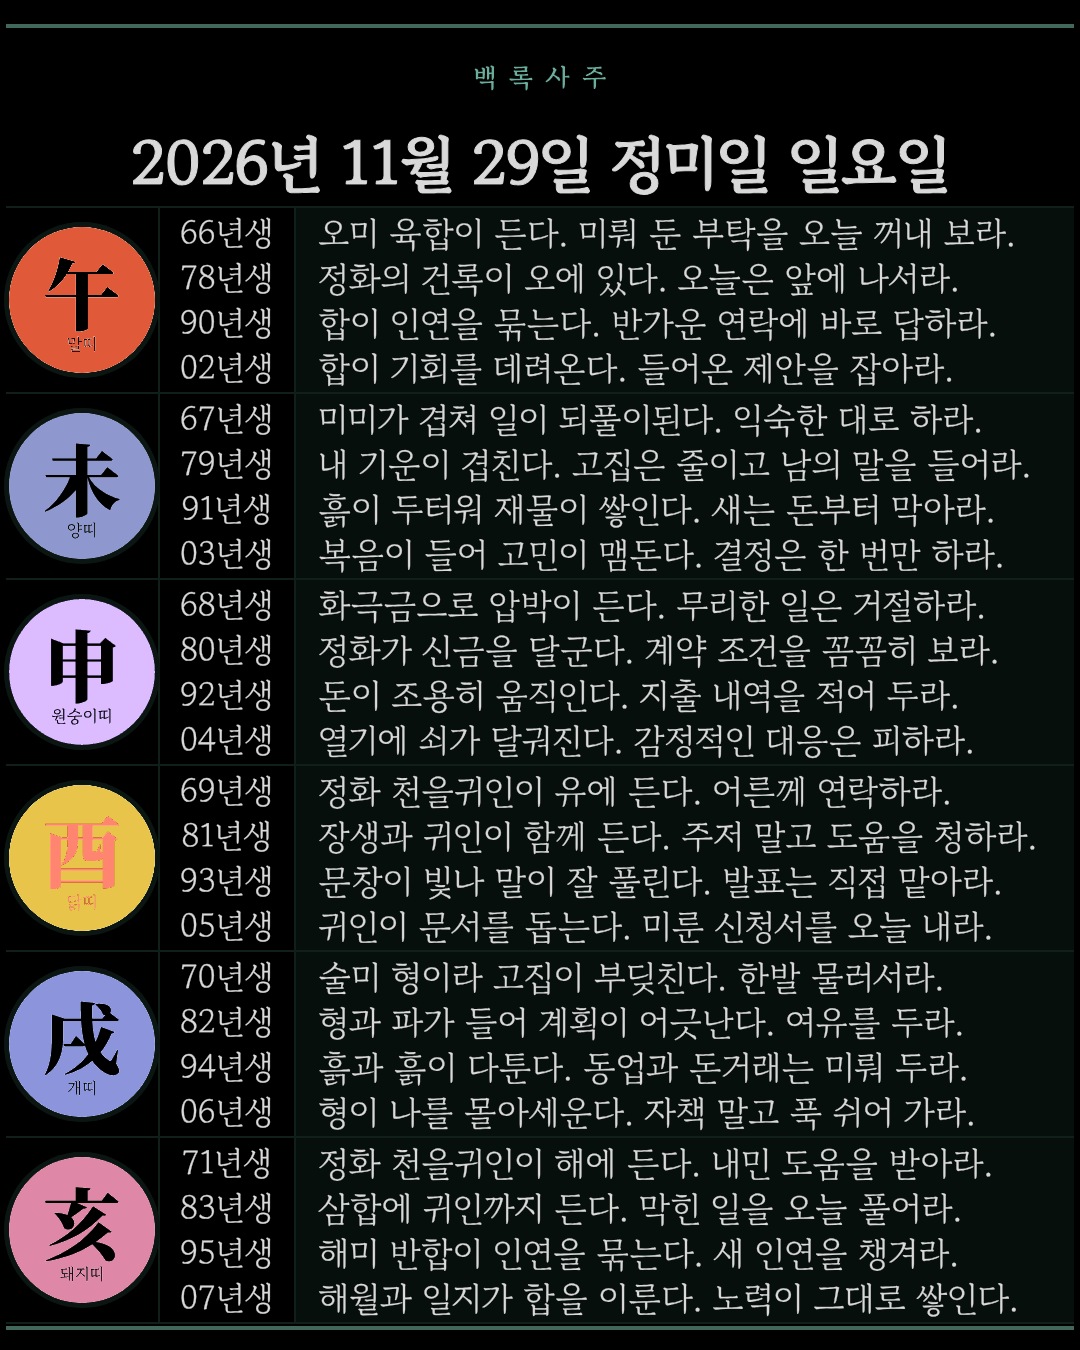 백록사주
2026년 11월 29일 정미일 일요일
午
말띠
66년생 오미 육합이 든다. 미뤄 둔 부탁을 오늘 꺼내 보라.
78년생 정화의 건록이 오에 있다. 오늘은 앞에 나서라.
90년생 합이 인연을 묶는다. 반가운 연락에 바로 답하라.
02년생 합이 기회를 데려온다. 들어온 제안을 잡아라.
未
양띠
67년생 미미가 겹쳐 일이 되풀이된다. 익숙한 대로 하라.
79년생 내 기운이 겹친다. 고집은 줄이고 남의 말을 들어라.
91년생 흙이 두터워 재물이 쌓인다. 새는 돈부터 막아라.
03년생 복음이 들어 고민이 맴돈다. 결정은 한 번만 하라.
申
원숭이띠
68년생 화극금으로 압박이 든다. 무리한 일은 거절하라.
80년생 정화가 신금을 달군다. 계약 조건을 꼼꼼히 보라.
92년생 돈이 조용히 움직인다. 지출 내역을 적어 두라.
04년생 열기에 쇠가 달궈진다. 감정적인 대응은 피하라.
酉
닭띠
69년생 정화 천을귀인이 유에 든다. 어른께 연락하라.
81년생 장생과 귀인이 함께 든다. 주저 말고 도움을 청하라.
93년생 문창이 빛나 말이 잘 풀린다. 발표는 직접 맡아라.
05년생 귀인이 문서를 돕는다. 미룬 신청서를 오늘 내라.
戌
개띠
70년생 술미 형이라 고집이 부딪친다. 한발 물러서라.
82년생 형과 파가 들어 계획이 어긋난다. 여유를 두라.
94년생 흙과 흙이 다툰다. 동업과 돈거래는 미뤄 두라.
06년생 형이 나를 몰아세운다. 자책 말고 푹 쉬어 가라.
亥
돼지띠
71년생 정화 천을귀인이 해에 든다. 내민 도움을 받아라.
83년생 삼합에 귀인까지 든다. 막힌 일을 오늘 풀어라.
95년생 해미 반합이 인연을 묶는다. 새 인연을 챙겨라.
07년생 해월과 일지가 합을 이룬다. 노력이 그대로 쌓인다.